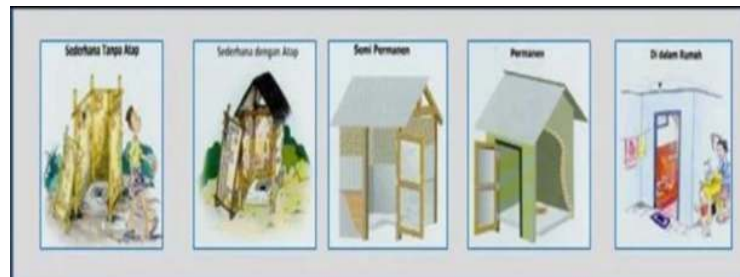 Sederhana Tanpa Atap
Sederhana dengan Atap
Semi Permanen
Permanen
Di dalam Rumah